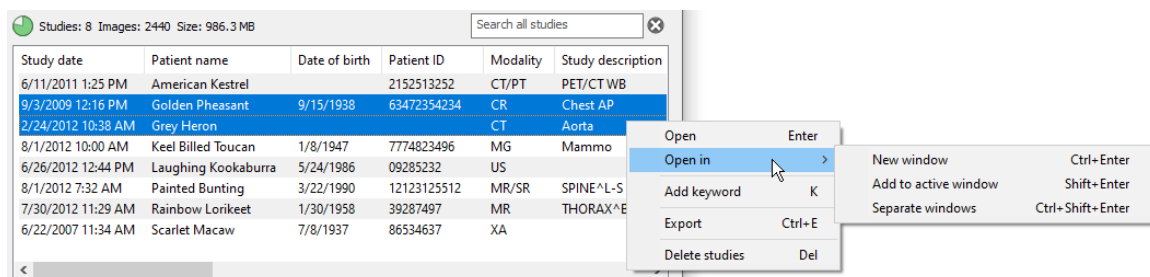 Studies: 8 Images: 2440 Size: 986.3 MB Search all studies
Study date Patient name Date of birth Patient ID Modality Study description
6/11/2011 1:25 PM American Kestrel 2152513252 CT/PT PET/CT WB
9/3/2009 12:16 PM Golden Pheasant 9/15/1938 63472354234 CR Chest AP
2/24/2012 10:38 AM Grey Heron CT Aorta
8/1/2012 10:00 AM Keel Billed Toucan 1/8/1947 7774823496 MG Mammo
6/26/2012 12:44 PM Laughing Kookaburra 5/24/1986 09285232 US
8/1/2012 7:32 AM Painted Bunting 3/22/1990 12123125512 MR/SR SPINE^L-S
7/30/2012 11:29 AM Rainbow Lorikeet 1/30/1958 39287497 MR THORAX^E
6/22/2007 11:34 AM Scarlet Macaw 7/8/1937 86534637 XA
Open Enter
Open in
Add keyword K
Export Ctrl+E
Delete studies Del
New window Ctrl+Enter
Add to active window Shift+Enter
Separate windows Ctrl+Shift+Enter